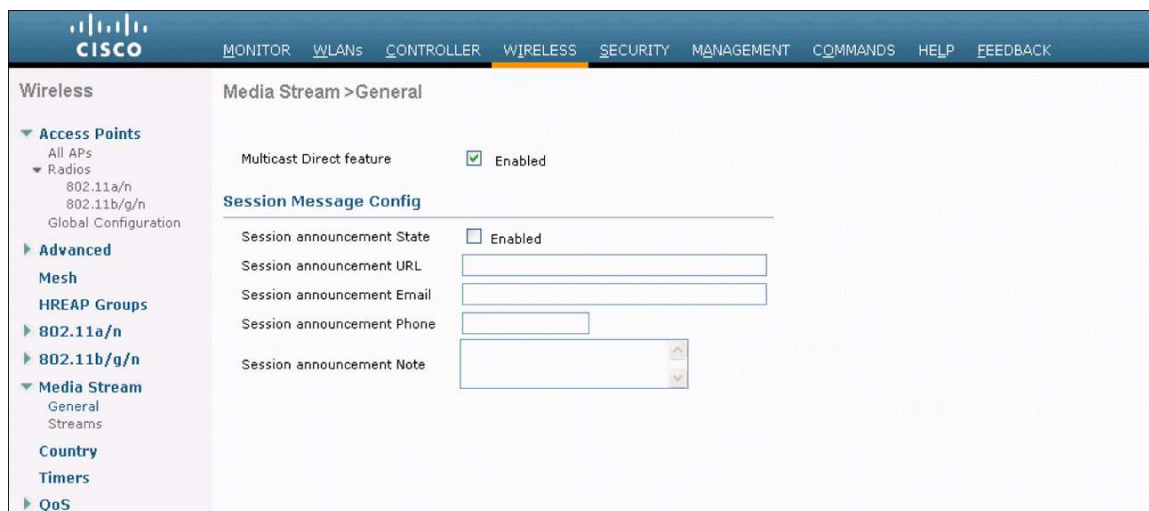 CISCO
MONITOR WLANs CONTROLLER WIRELESS SECURITY MANAGEMENT COMMANDS HELP FEEDBACK
Wireless
Access Points
All APs
Radios
802.11a/n
802.11b/g/n
Global Configuration
Advanced
Mesh
HREAP Groups
802.11a/n
802.11b/g/n
Media Stream
General
Streams
Country
Timers
QoS
Media Stream >General
Multicast Direct feature Enabled
Session Message Config
Session announcement State Enabled
Session announcement URL
Session announcement Email
Session announcement Phone
Session announcement Note